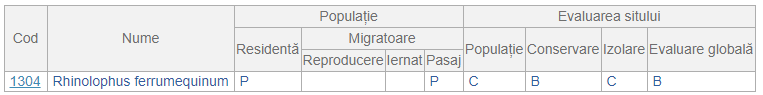 Cod Nume Populație Evaluarea sitului
Residentă Migratoare Populație Conservare Izolare Evaluare globală
Reproducere Iernat Pasaj
1304 Rhinolophus ferrumequinum P P C B C B